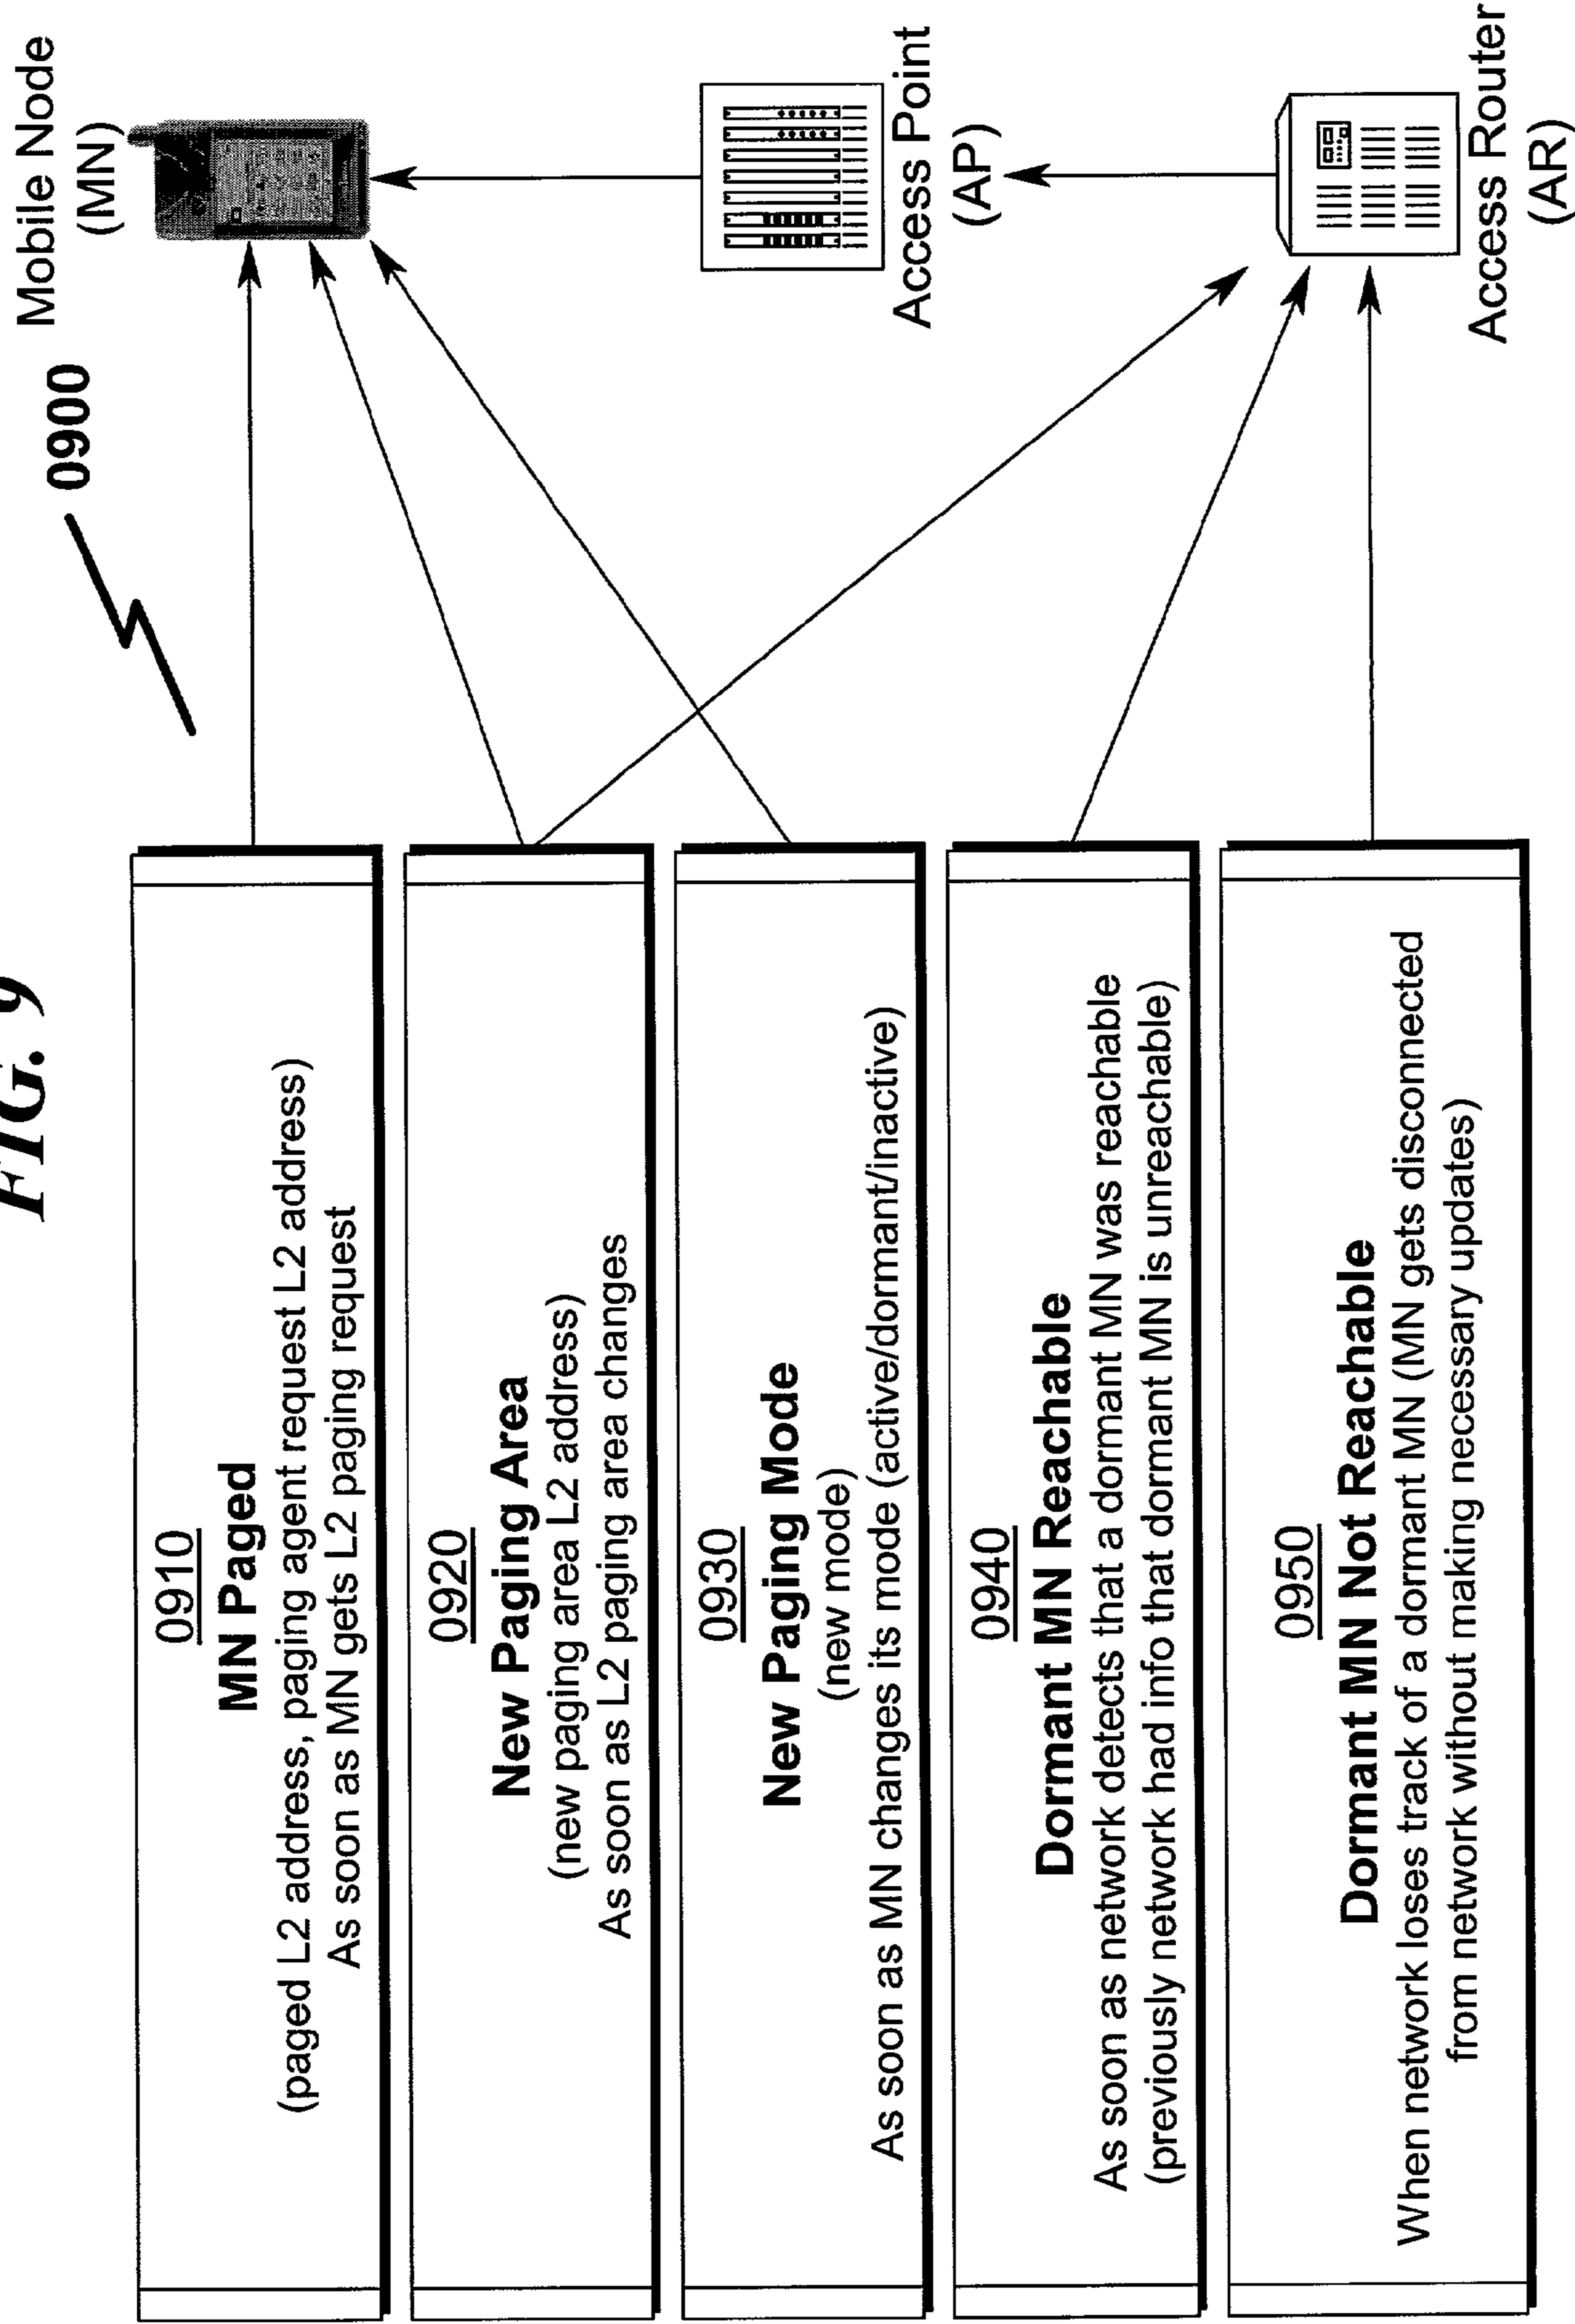 FIG. 9
0900
0910
MN Paged
(paged L2 address, paging agent request L2 address)
As soon as MN gets L2 paging request
0920
New Paging Area
(new paging area L2 address)
As soon as L2 paging area changes
0930
New Paging Mode
(new mode)
As soon as MN changes its mode (active/dormant/inactive)
0940
Dormant MN Reachable
As soon as network detects that a dormant MN was reachable
(previously network had info that dormant MN is unreachable)
0950
Dormant MN Not Reachable
When network loses track of a dormant MN (MN gets disconnected
from network without making necessary updates)
Mobile Node
(MN)
Access Point
(AP)
Access Router
(AR)